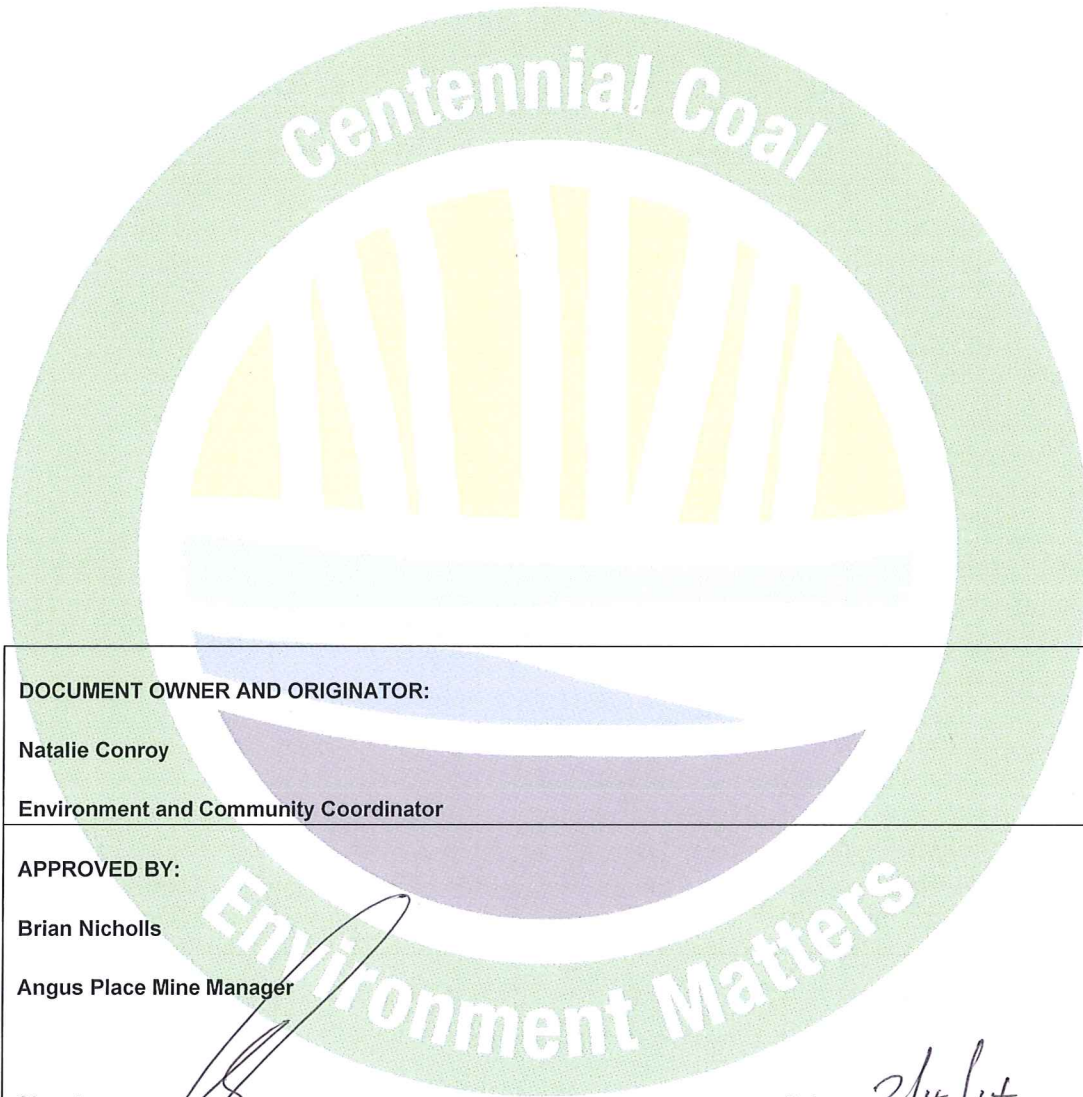 Centennial Coal
DOCUMENT OWNER AND ORIGINATOR:
Natalie Conroy
Environment and Community Coordinator
APPROVED BY:
Brian Nicholls
Angus Place Mine Manager
Environment Matters